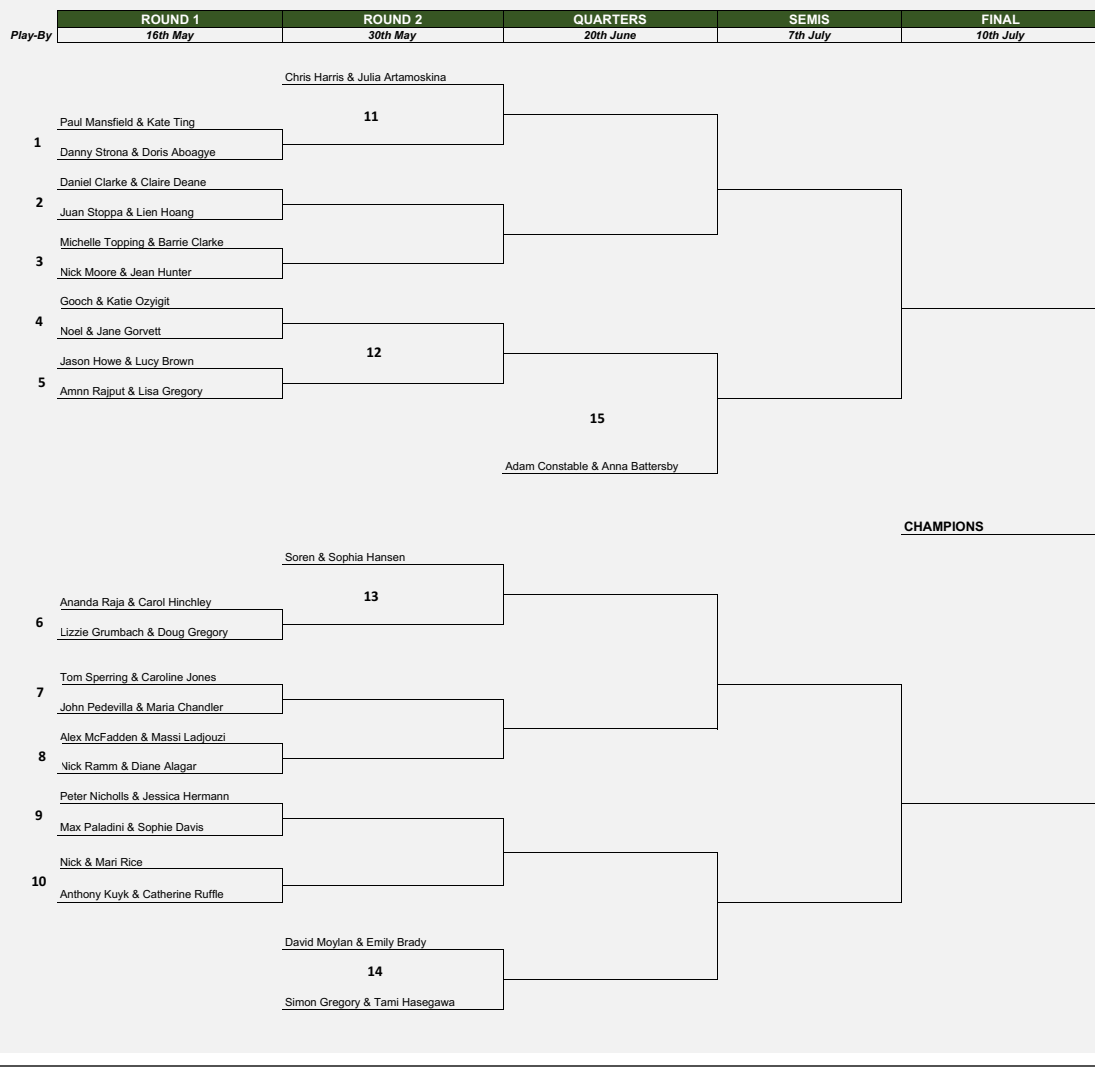 ROUND 1 ROUND 2 QUARTERS SEMIS FINAL
Play-By 16th May 30th May 20th June 7th July 10th July
Chris Harris & Julia Artamoskina
11
Paul Mansfield & Kate Ting
1
Danny Strona & Doris Aboagye
Daniel Clarke & Claire Deane
2
Juan Stoppa & Lien Hoang
Michelle Topping & Barrie Clarke
3
Nick Moore & Jean Hunter
Gooch & Katie Ozyigit
4
Noel & Jane Gorvett
12
Jason Howe & Lucy Brown
5
Amnn Rajput & Lisa Gregory
15
Adam Constable & Anna Battersby
CHAMPIONS
Soren & Sophia Hansen
13
Ananda Raja & Carol Hinchley
6
Lizzie Grumbach & Doug Gregory
Tom Sperring & Caroline Jones
7
John Pedevilla & Maria Chandler
Alex McFadden & Massi Ladjouzi
8
Nick Ramm & Diane Alagar
Peter Nicholls & Jessica Hermann
9
Max Paladini & Sophie Davis
Nick & Mari Rice
10
Anthony Kuyk & Catherine Ruffle
David Moylan & Emily Brady
14
Simon Gregory & Tami Hasegawa